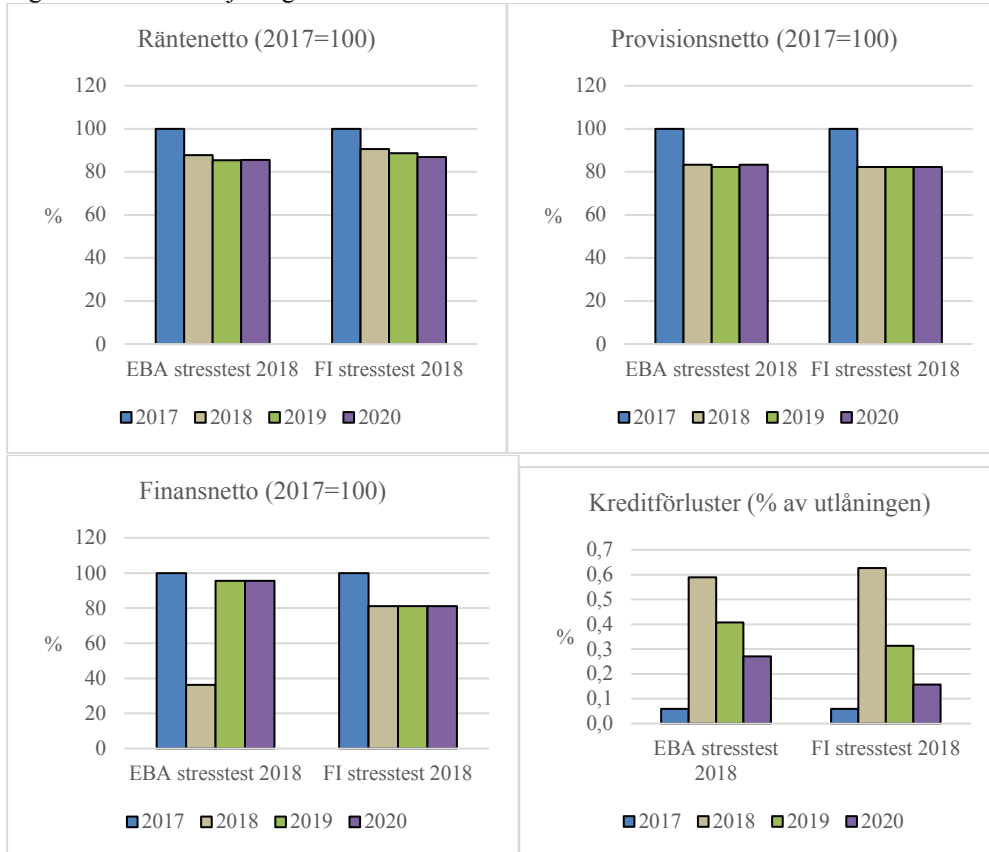 Räntenetto (2017=100)
120
100
80
%
60
40
20
0
EBA stresstest 2018 FI stresstest 2018
2017 2018 2019 2020
Provisionsnetto (2017=100)
120
100
80
%
60
40
20
0
EBA stresstest 2018 FI stresstest 2018
2017 2018 2019 2020
Finansnetto (2017=100)
120
100
80
%
60
40
20
0
EBA stresstest 2018 FI stresstest 2018
2017 2018 2019 2020
Kreditförluster (% av utlåningen)
0,7
0,6
0,5
0,4
%
0,3
0,2
0,1
0,0
EBA stresstest FI stresstest 2018
2018
2017 2018 2019 2020